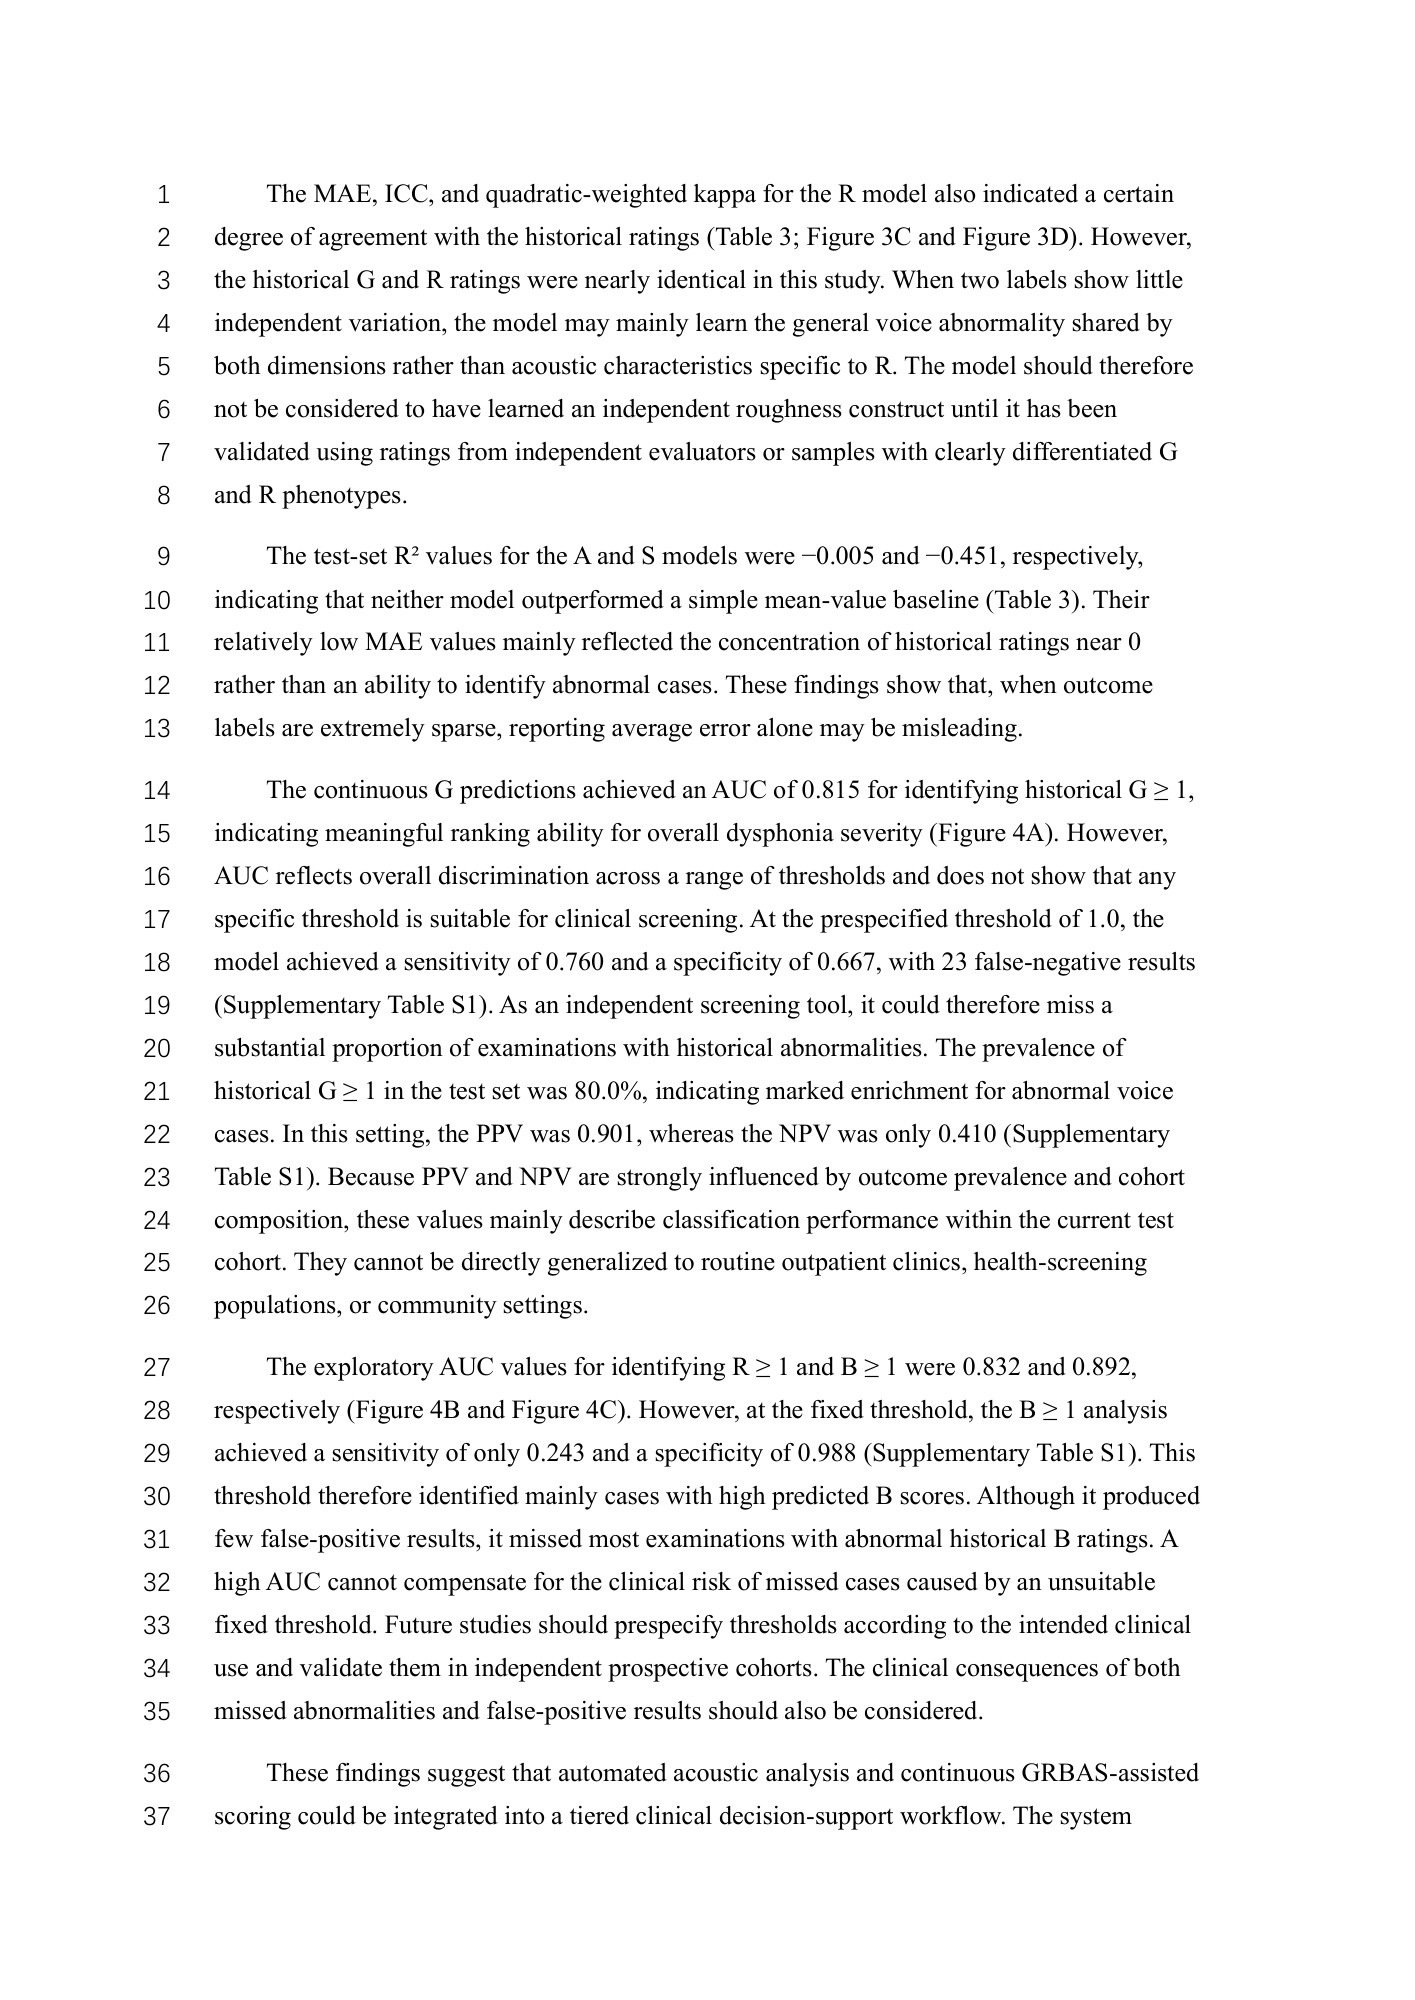 1 The MAE, ICC, and quadratic-weighted kappa for the R model also indicated a certain
2 degree of agreement with the historical ratings (Table 3; Figure 3C and Figure 3D). However,
3 the historical G and R ratings were nearly identical in this study. When two labels show little
4 independent variation, the model may mainly learn the general voice abnormality shared by
5 both dimensions rather than acoustic characteristics specific to R. The model should therefore
6 not be considered to have learned an independent roughness construct until it has been
7 validated using ratings from independent evaluators or samples with clearly differentiated G
8 and R phenotypes.
9 The test-set R² values for the A and S models were −0.005 and −0.451, respectively,
10 indicating that neither model outperformed a simple mean-value baseline (Table 3). Their
11 relatively low MAE values mainly reflected the concentration of historical ratings near 0
12 rather than an ability to identify abnormal cases. These findings show that, when outcome
13 labels are extremely sparse, reporting average error alone may be misleading.
14 The continuous G predictions achieved an AUC of 0.815 for identifying historical G ≥ 1,
15 indicating meaningful ranking ability for overall dysphonia severity (Figure 4A). However,
16 AUC reflects overall discrimination across a range of thresholds and does not show that any
17 specific threshold is suitable for clinical screening. At the prespecified threshold of 1.0, the
18 model achieved a sensitivity of 0.760 and a specificity of 0.667, with 23 false-negative results
19 (Supplementary Table S1). As an independent screening tool, it could therefore miss a
20 substantial proportion of examinations with historical abnormalities. The prevalence of
21 historical G ≥ 1 in the test set was 80.0%, indicating marked enrichment for abnormal voice
22 cases. In this setting, the PPV was 0.901, whereas the NPV was only 0.410 (Supplementary
23 Table S1). Because PPV and NPV are strongly influenced by outcome prevalence and cohort
24 composition, these values mainly describe classification performance within the current test
25 cohort. They cannot be directly generalized to routine outpatient clinics, health-screening
26 populations, or community settings.
27 The exploratory AUC values for identifying R ≥ 1 and B ≥ 1 were 0.832 and 0.892,
28 respectively (Figure 4B and Figure 4C). However, at the fixed threshold, the B ≥ 1 analysis
29 achieved a sensitivity of only 0.243 and a specificity of 0.988 (Supplementary Table S1). This
30 threshold therefore identified mainly cases with high predicted B scores. Although it produced
31 few false-positive results, it missed most examinations with abnormal historical B ratings. A
32 high AUC cannot compensate for the clinical risk of missed cases caused by an unsuitable
33 fixed threshold. Future studies should prespecify thresholds according to the intended clinical
34 use and validate them in independent prospective cohorts. The clinical consequences of both
35 missed abnormalities and false-positive results should also be considered.
36 These findings suggest that automated acoustic analysis and continuous GRBAS-assisted
37 scoring could be integrated into a tiered clinical decision-support workflow. The system